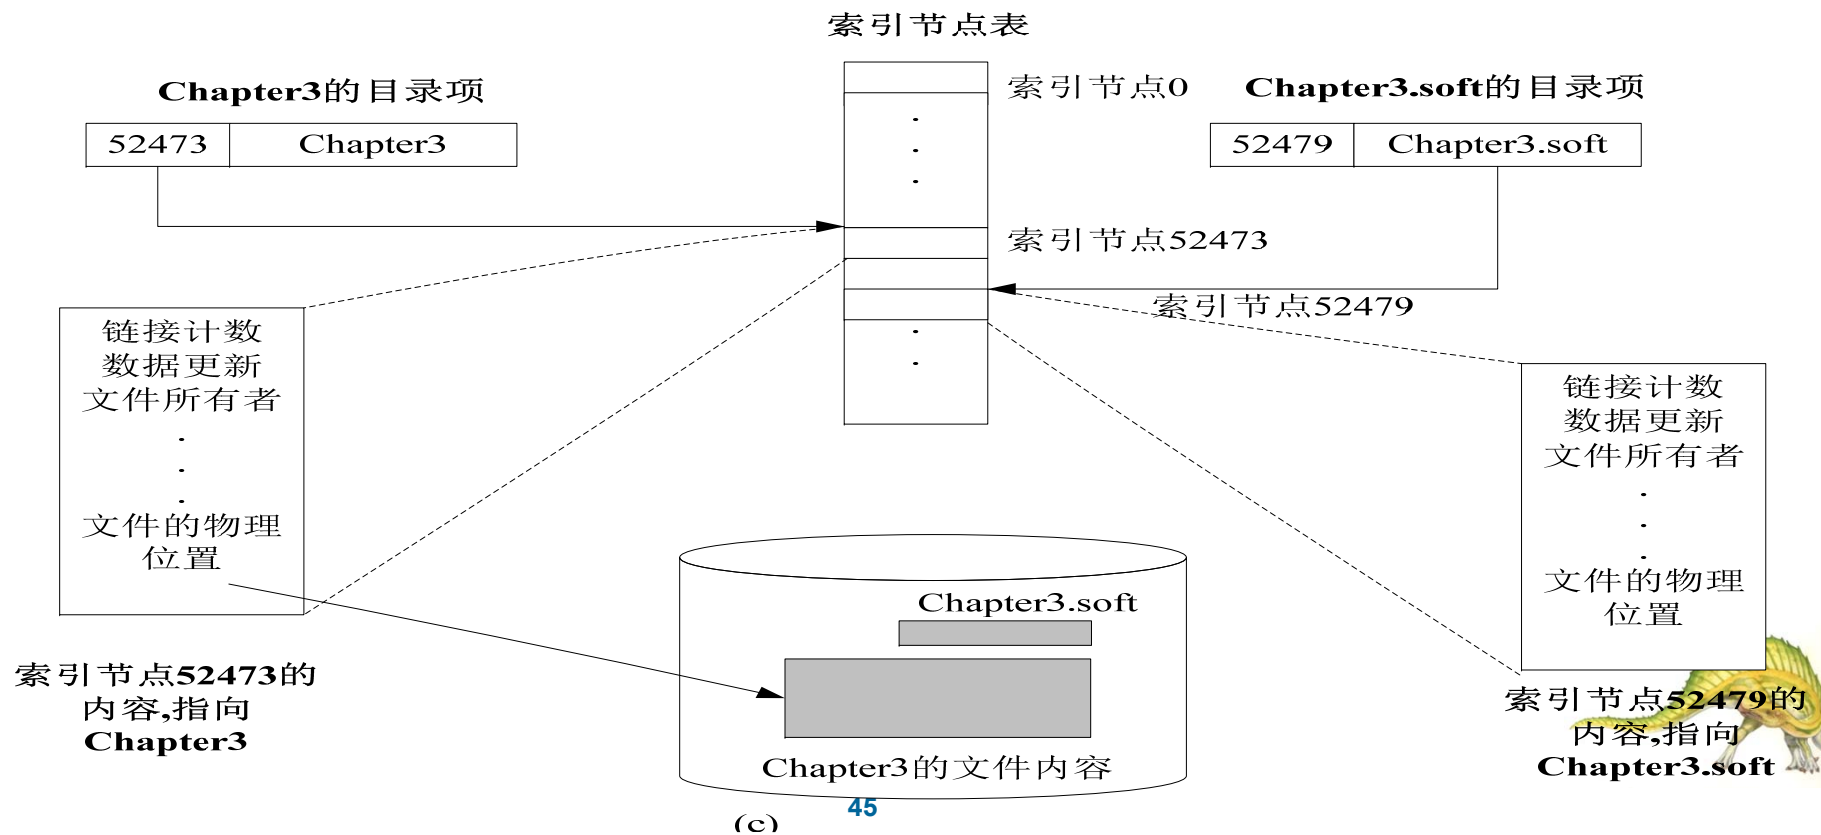 索引节点表
Chapter3的目录项
索引节点0
Chapter3.soft的目录项
52473 Chapter3
52479 Chapter3.soft
索引节点52473
索引节点52479
链接计数
数据更新
文件所有者
.
.
.
文件的物理
位置
索引节点52473的
内容,指向
Chapter3
链接计数
数据更新
文件所有者
.
.
.
文件的物理
位置
索引节点52479的
内容,指向
Chapter3.soft
Chapter3.soft
Chapter3的文件内容
45
(c)